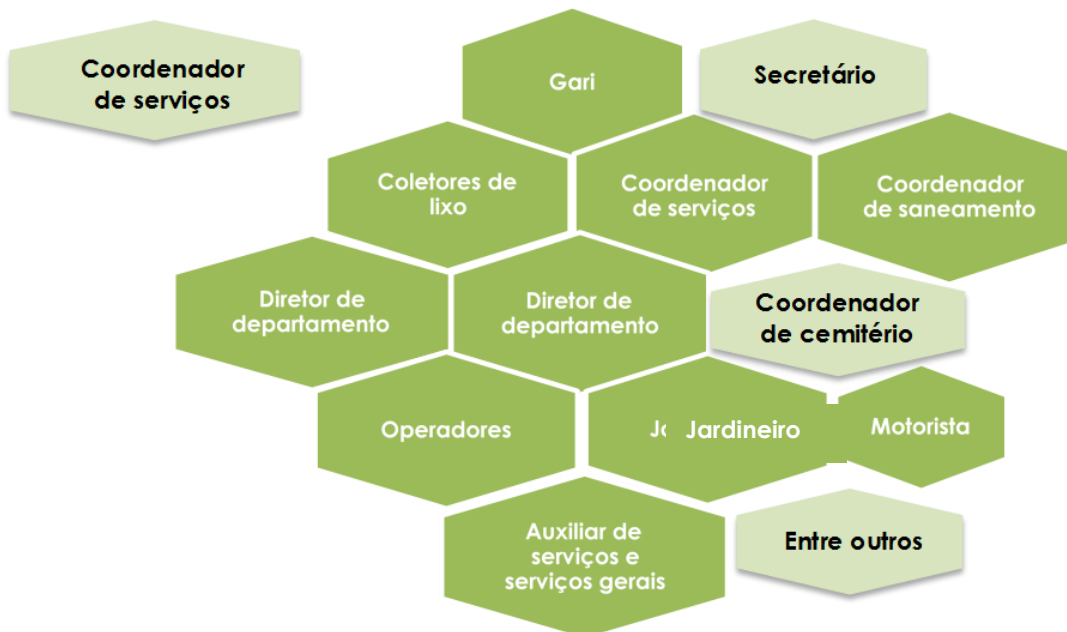 Coordenador
de serviços
Gari
Secretário
Coletores de
lixo
Coordenador
de serviços
Coordenador
de saneamento
Diretor de
departamento
Diretor de
departamento
Coordenador
de cemitério
Operadores
Jardineiro
Motorista
Auxiliar de
serviços e
serviços gerais
Entre outros